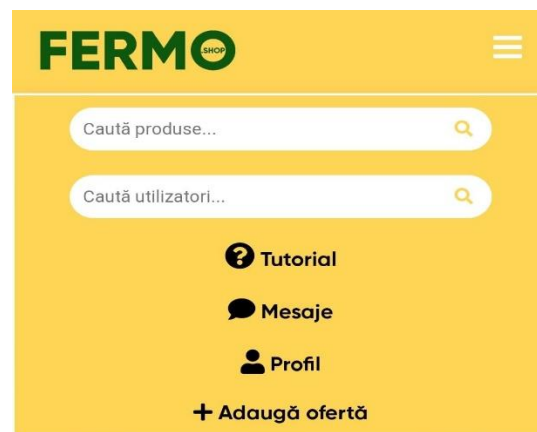 FERMO
.SHOP
Caută produse...
Caută utilizatori...
Tutorial
Mesaje
Profil
+ Adaugă ofertă